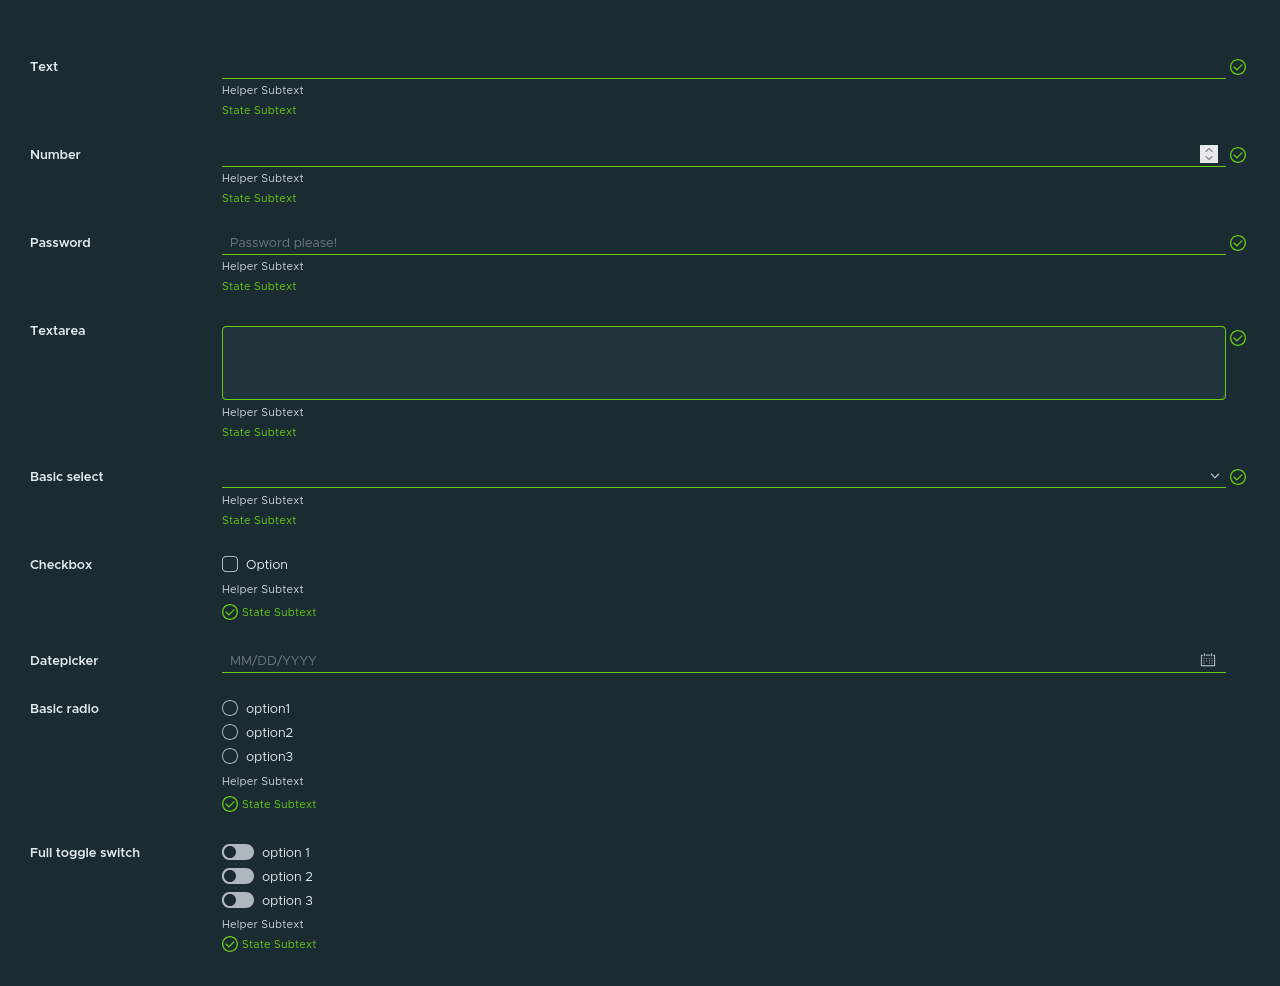 Text
Helper Subtext
State Subtext
Number
Helper Subtext
State Subtext
Password
Password please!
Helper Subtext
State Subtext
Textarea
Helper Subtext
State Subtext
Basic select
Helper Subtext
State Subtext
Checkbox
Option
Helper Subtext
State Subtext
Datepicker
MM/DD/YYYY
Basic radio
option1
option2
option3
Helper Subtext
State Subtext
Full toggle switch
option 1
option 2
option 3
Helper Subtext
State Subtext